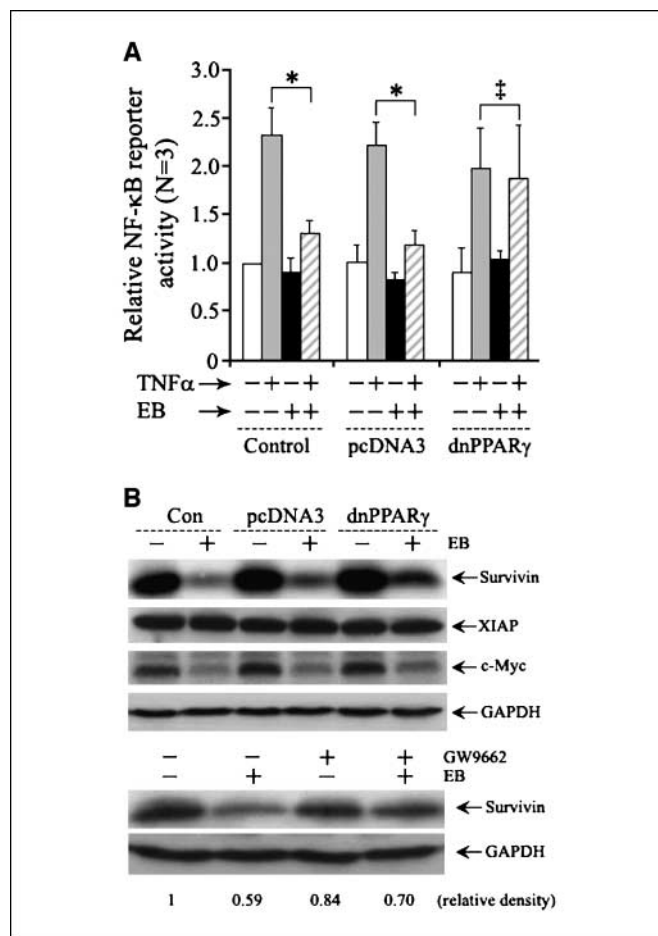 A
Relative NF-κB reporter
activity (N=3)
3.0
2.5
2.0
1.5
1.0
0.5
0
*
*
‡
TNFα → − + − + − + − + − + − +
EB → − − + + − − + + − − + +
Control pcDNA3 dnPPARγ
B
Con pcDNA3 dnPPARγ
− + − + − + EB
← Survivin
← XIAP
← c-Myc
← GAPDH
− − + + GW9662
− + − + EB
← Survivin
← GAPDH
1 0.59 0.84 0.70 (relative density)